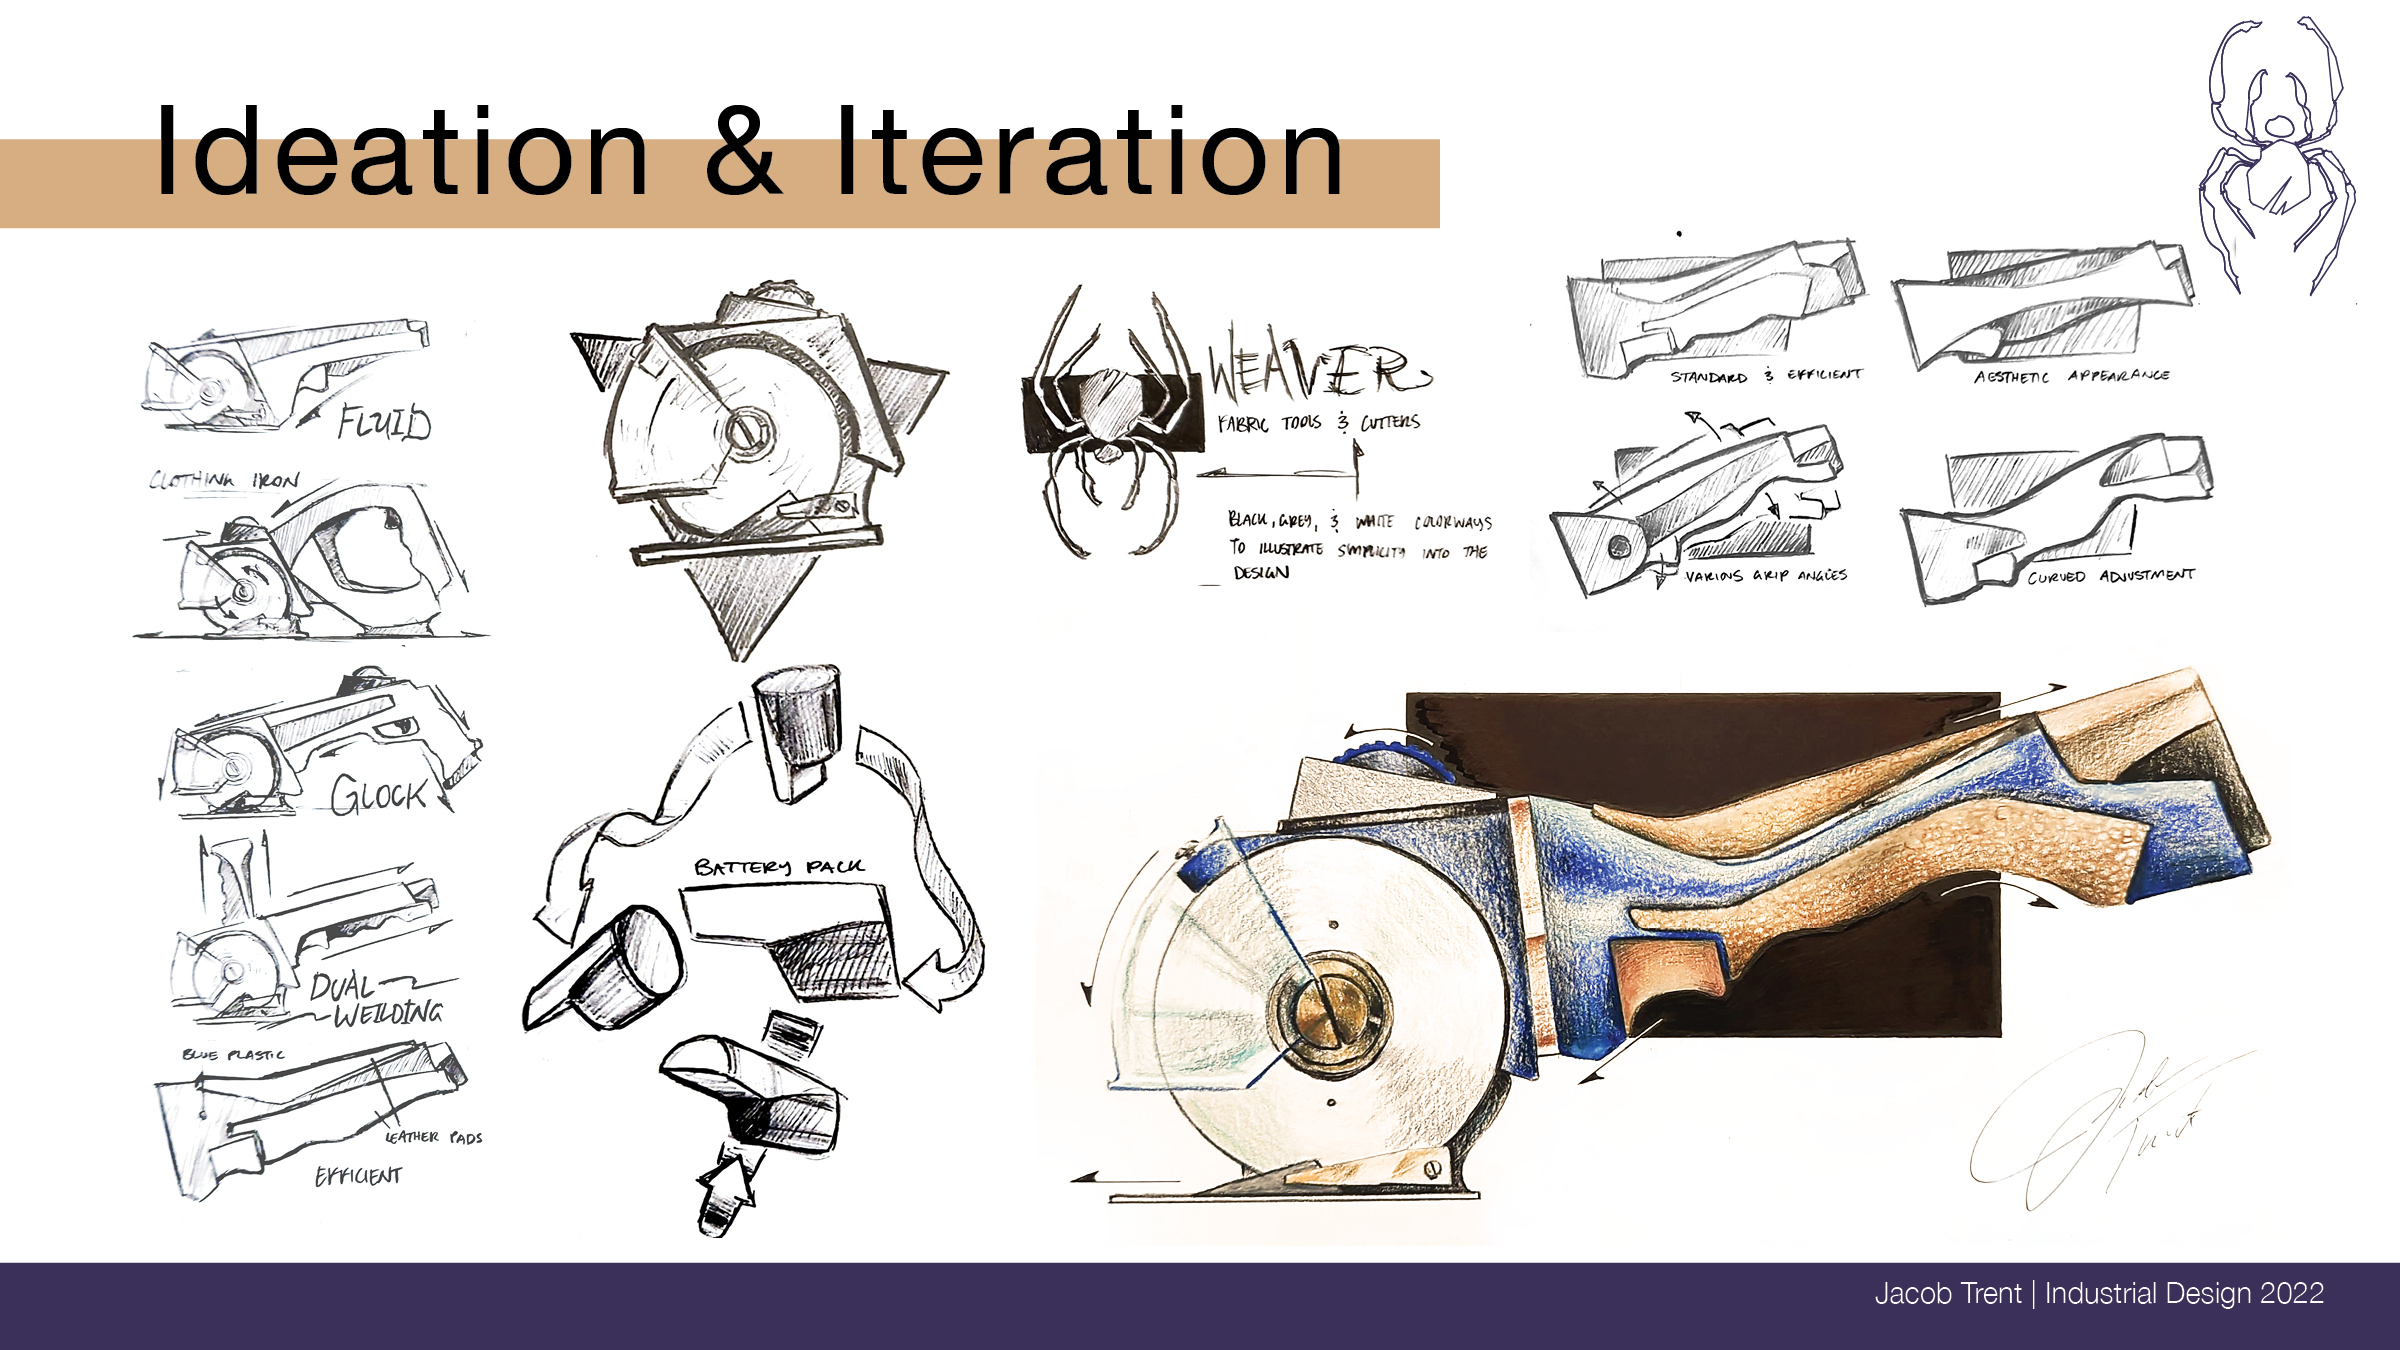 Ideation & Iteration
FLUID
CLOTHING IRON
GLOCK
DUAL
WEILDING
BLUE PLASTIC
LEATHER PADS
EFFICIENT
BATTERY PACK
WEAVER
FABRIC TOOLS & CUTTERS
BLACK, GREY, & WHITE COLORWAYS
TO ILLUSTRATE SIMPLICITY INTO THE
DESIGN
STANDARD & EFFICIENT
AESTHETIC APPEARANCE
VARIOUS GRIP ANGLES
CURVED ADJUSTMENT
Jacob Trent
Jacob Trent | Industrial Design 2022